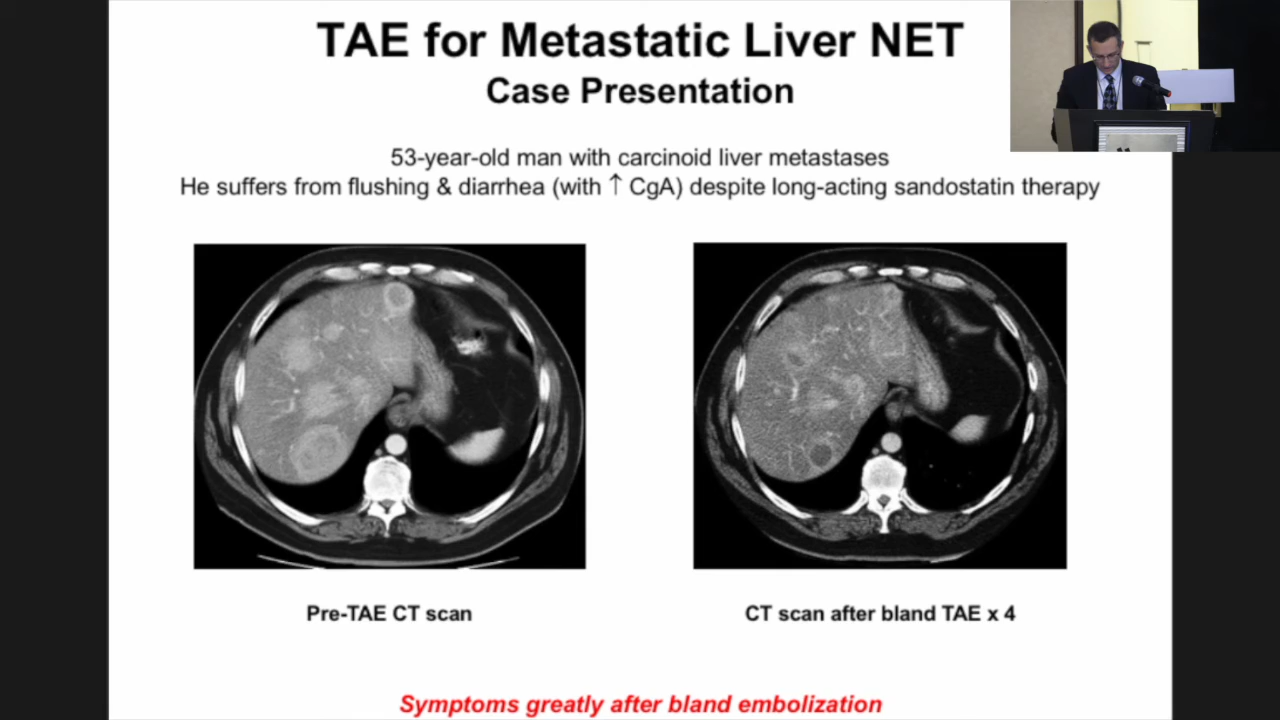 TAE for Metastatic Liver NET
Case Presentation
53-year-old man with carcinoid liver metastases
He suffers from flushing & diarrhea (with ↑ CgA) despite long-acting sandostatin therapy
Pre-TAE CT scan
CT scan after bland TAE x 4
Symptoms greatly after bland embolization